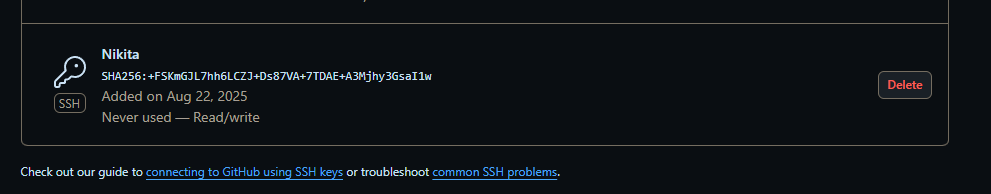 Nikita
SHA256:+FSKmGJL7hh6LCZJ+Ds87VA+7TDAE+A3Mjhy3GsaI1w
SSH
Added on Aug 22, 2025
Never used — Read/write
Delete
Check out our guide to connecting to GitHub using SSH keys or troubleshoot common SSH problems.